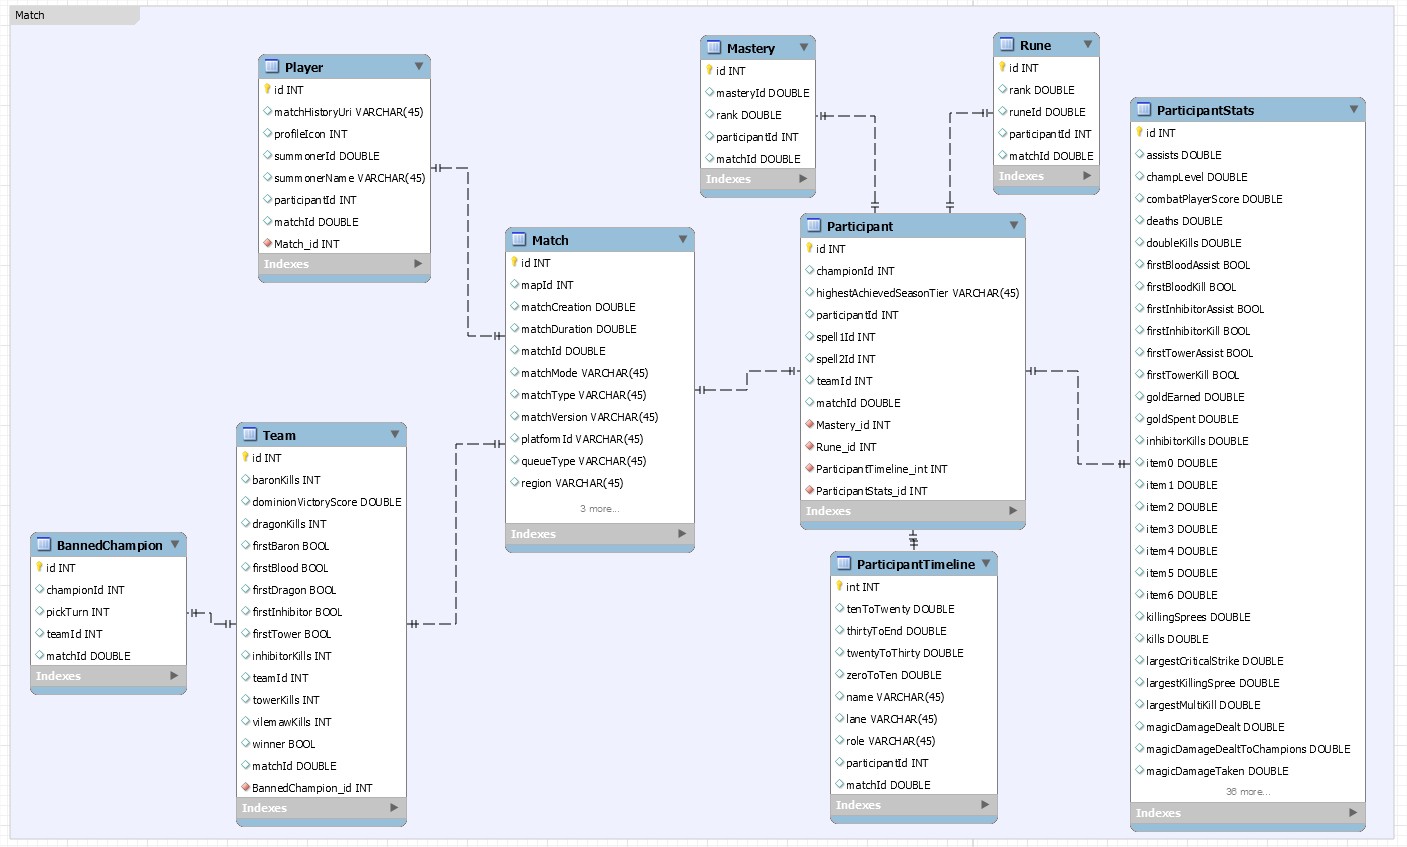 Match
Player
id INT
matchHistoryUri VARCHAR(45)
profileIcon INT
summonerId DOUBLE
summonerName VARCHAR(45)
participantId INT
matchId DOUBLE
Match_id INT
Indexes
Mastery
id INT
masteryId DOUBLE
rank DOUBLE
participantId INT
matchId DOUBLE
Indexes
Rune
id INT
rank DOUBLE
runeId DOUBLE
participantId INT
matchId DOUBLE
Indexes
ParticipantStats
id INT
assists DOUBLE
champLevel DOUBLE
combatPlayerScore DOUBLE
deaths DOUBLE
doubleKills DOUBLE
firstBloodAssist BOOL
firstBloodKill BOOL
firstInhibitorAssist BOOL
firstInhibitorKill BOOL
firstTowerAssist BOOL
firstTowerKill BOOL
goldEarned DOUBLE
goldSpent DOUBLE
inhibitorKills DOUBLE
item0 DOUBLE
item1 DOUBLE
item2 DOUBLE
item3 DOUBLE
item4 DOUBLE
item5 DOUBLE
item6 DOUBLE
killingSprees DOUBLE
kills DOUBLE
largestCriticalStrike DOUBLE
largestKillingSpree DOUBLE
largestMultiKill DOUBLE
magicDamageDealt DOUBLE
magicDamageDealtToChampions DOUBLE
magicDamageTaken DOUBLE
36 more...
Indexes
Match
id INT
mapId INT
matchCreation DOUBLE
matchDuration DOUBLE
matchId DOUBLE
matchMode VARCHAR(45)
matchType VARCHAR(45)
matchVersion VARCHAR(45)
platformId VARCHAR(45)
queueType VARCHAR(45)
region VARCHAR(45)
3 more...
Indexes
Participant
id INT
championId INT
highestAchievedSeasonTier VARCHAR(45)
participantId INT
spell1Id INT
spell2Id INT
teamId INT
matchId DOUBLE
Mastery_id INT
Rune_id INT
ParticipantTimeline_int INT
ParticipantStats_id INT
Indexes
Team
id INT
baronKills INT
dominionVictoryScore DOUBLE
dragonKills INT
firstBaron BOOL
firstBlood BOOL
firstDragon BOOL
firstInhibitor BOOL
firstTower BOOL
inhibitorKills INT
teamId INT
towerKills INT
vilemawKills INT
winner BOOL
matchId DOUBLE
BannedChampion_id INT
Indexes
BannedChampion
id INT
championId INT
pickTurn INT
teamId INT
matchId DOUBLE
Indexes
ParticipantTimeline
int INT
tenToTwenty DOUBLE
thirtyToEnd DOUBLE
twentyToThirty DOUBLE
zeroToTen DOUBLE
name VARCHAR(45)
lane VARCHAR(45)
role VARCHAR(45)
participantId INT
matchId DOUBLE
Indexes